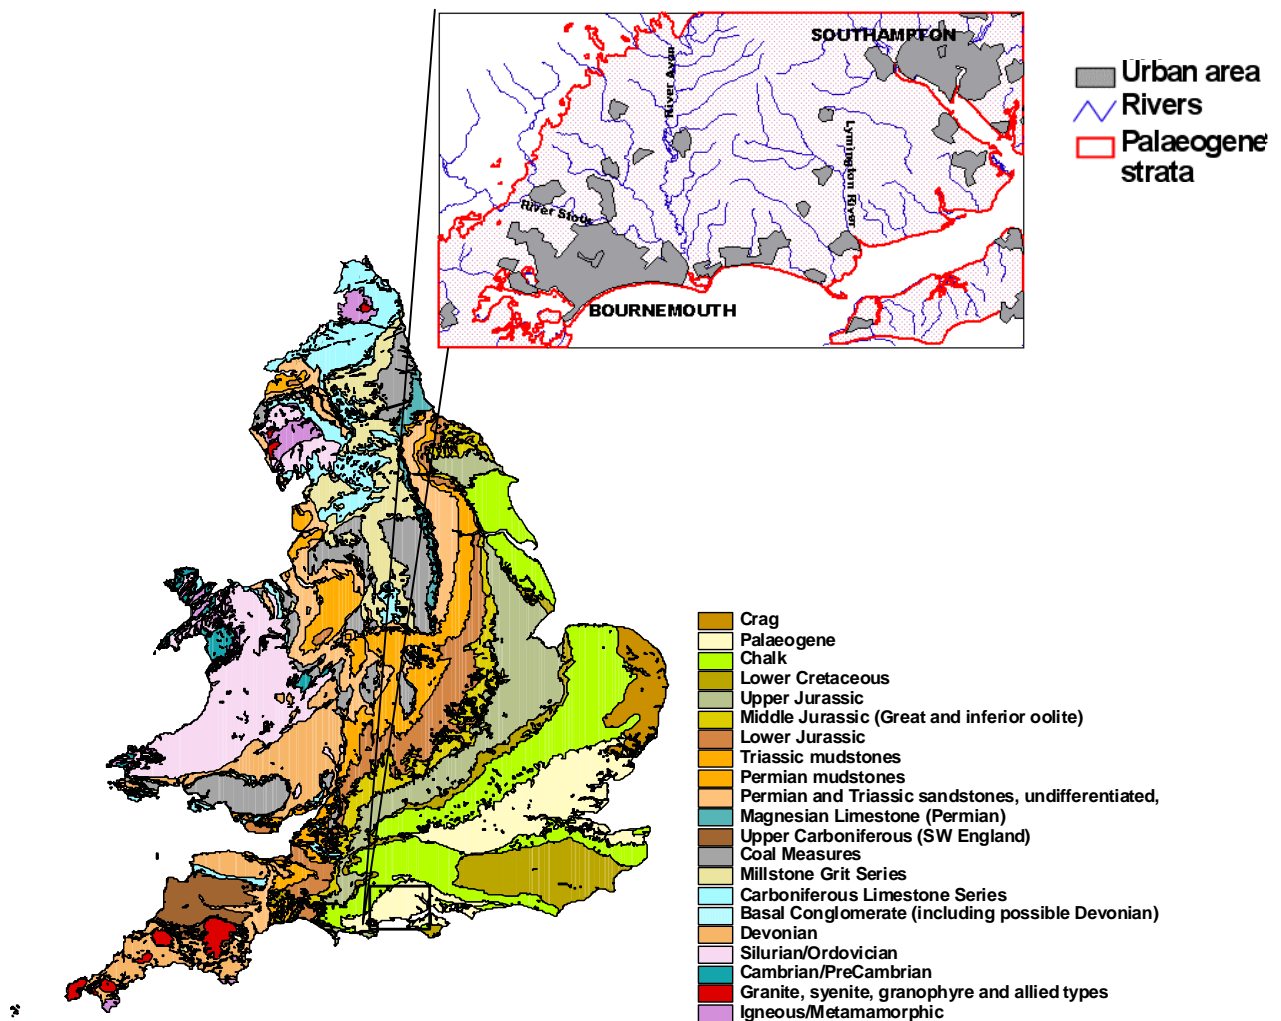 SOUTHAMPTON
River Avon
Lymington River
River Stour
BOURNEMOUTH
Urban area
Rivers
Palaeogene
strata
Crag
Palaeogene
Chalk
Lower Cretaceous
Upper Jurassic
Middle Jurassic (Great and inferior oolite)
Lower Jurassic
Triassic mudstones
Permian mudstones
Permian and Triassic sandstones, undifferentiated,
Magnesian Limestone (Permian)
Upper Carboniferous (SW England)
Coal Measures
Millstone Grit Series
Carboniferous Limestone Series
Basal Conglomerate (including possible Devonian)
Devonian
Silurian/Ordovician
Cambrian/PreCambrian
Granite, syenite, granophyre and allied types
Igneous/Metamamorphic